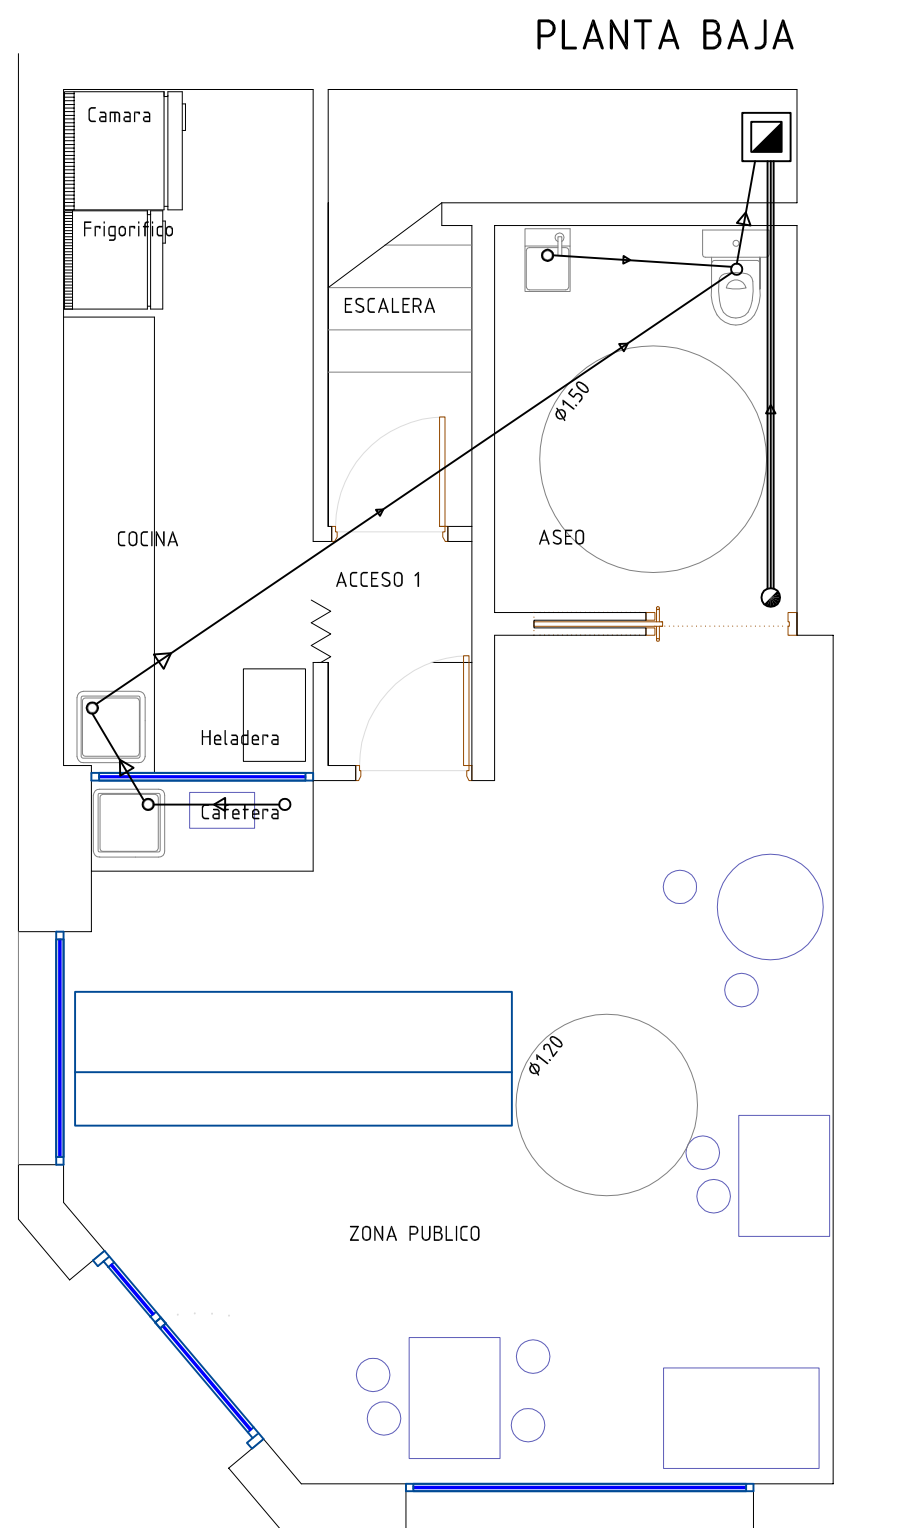 PLANTA BAJA
Camara
Frigorifico
ESCALERA
Ø1.50
COCINA
ASEO
ACCESO 1
Heladera
Cafetera
Ø1.20
ZONA PUBLICO